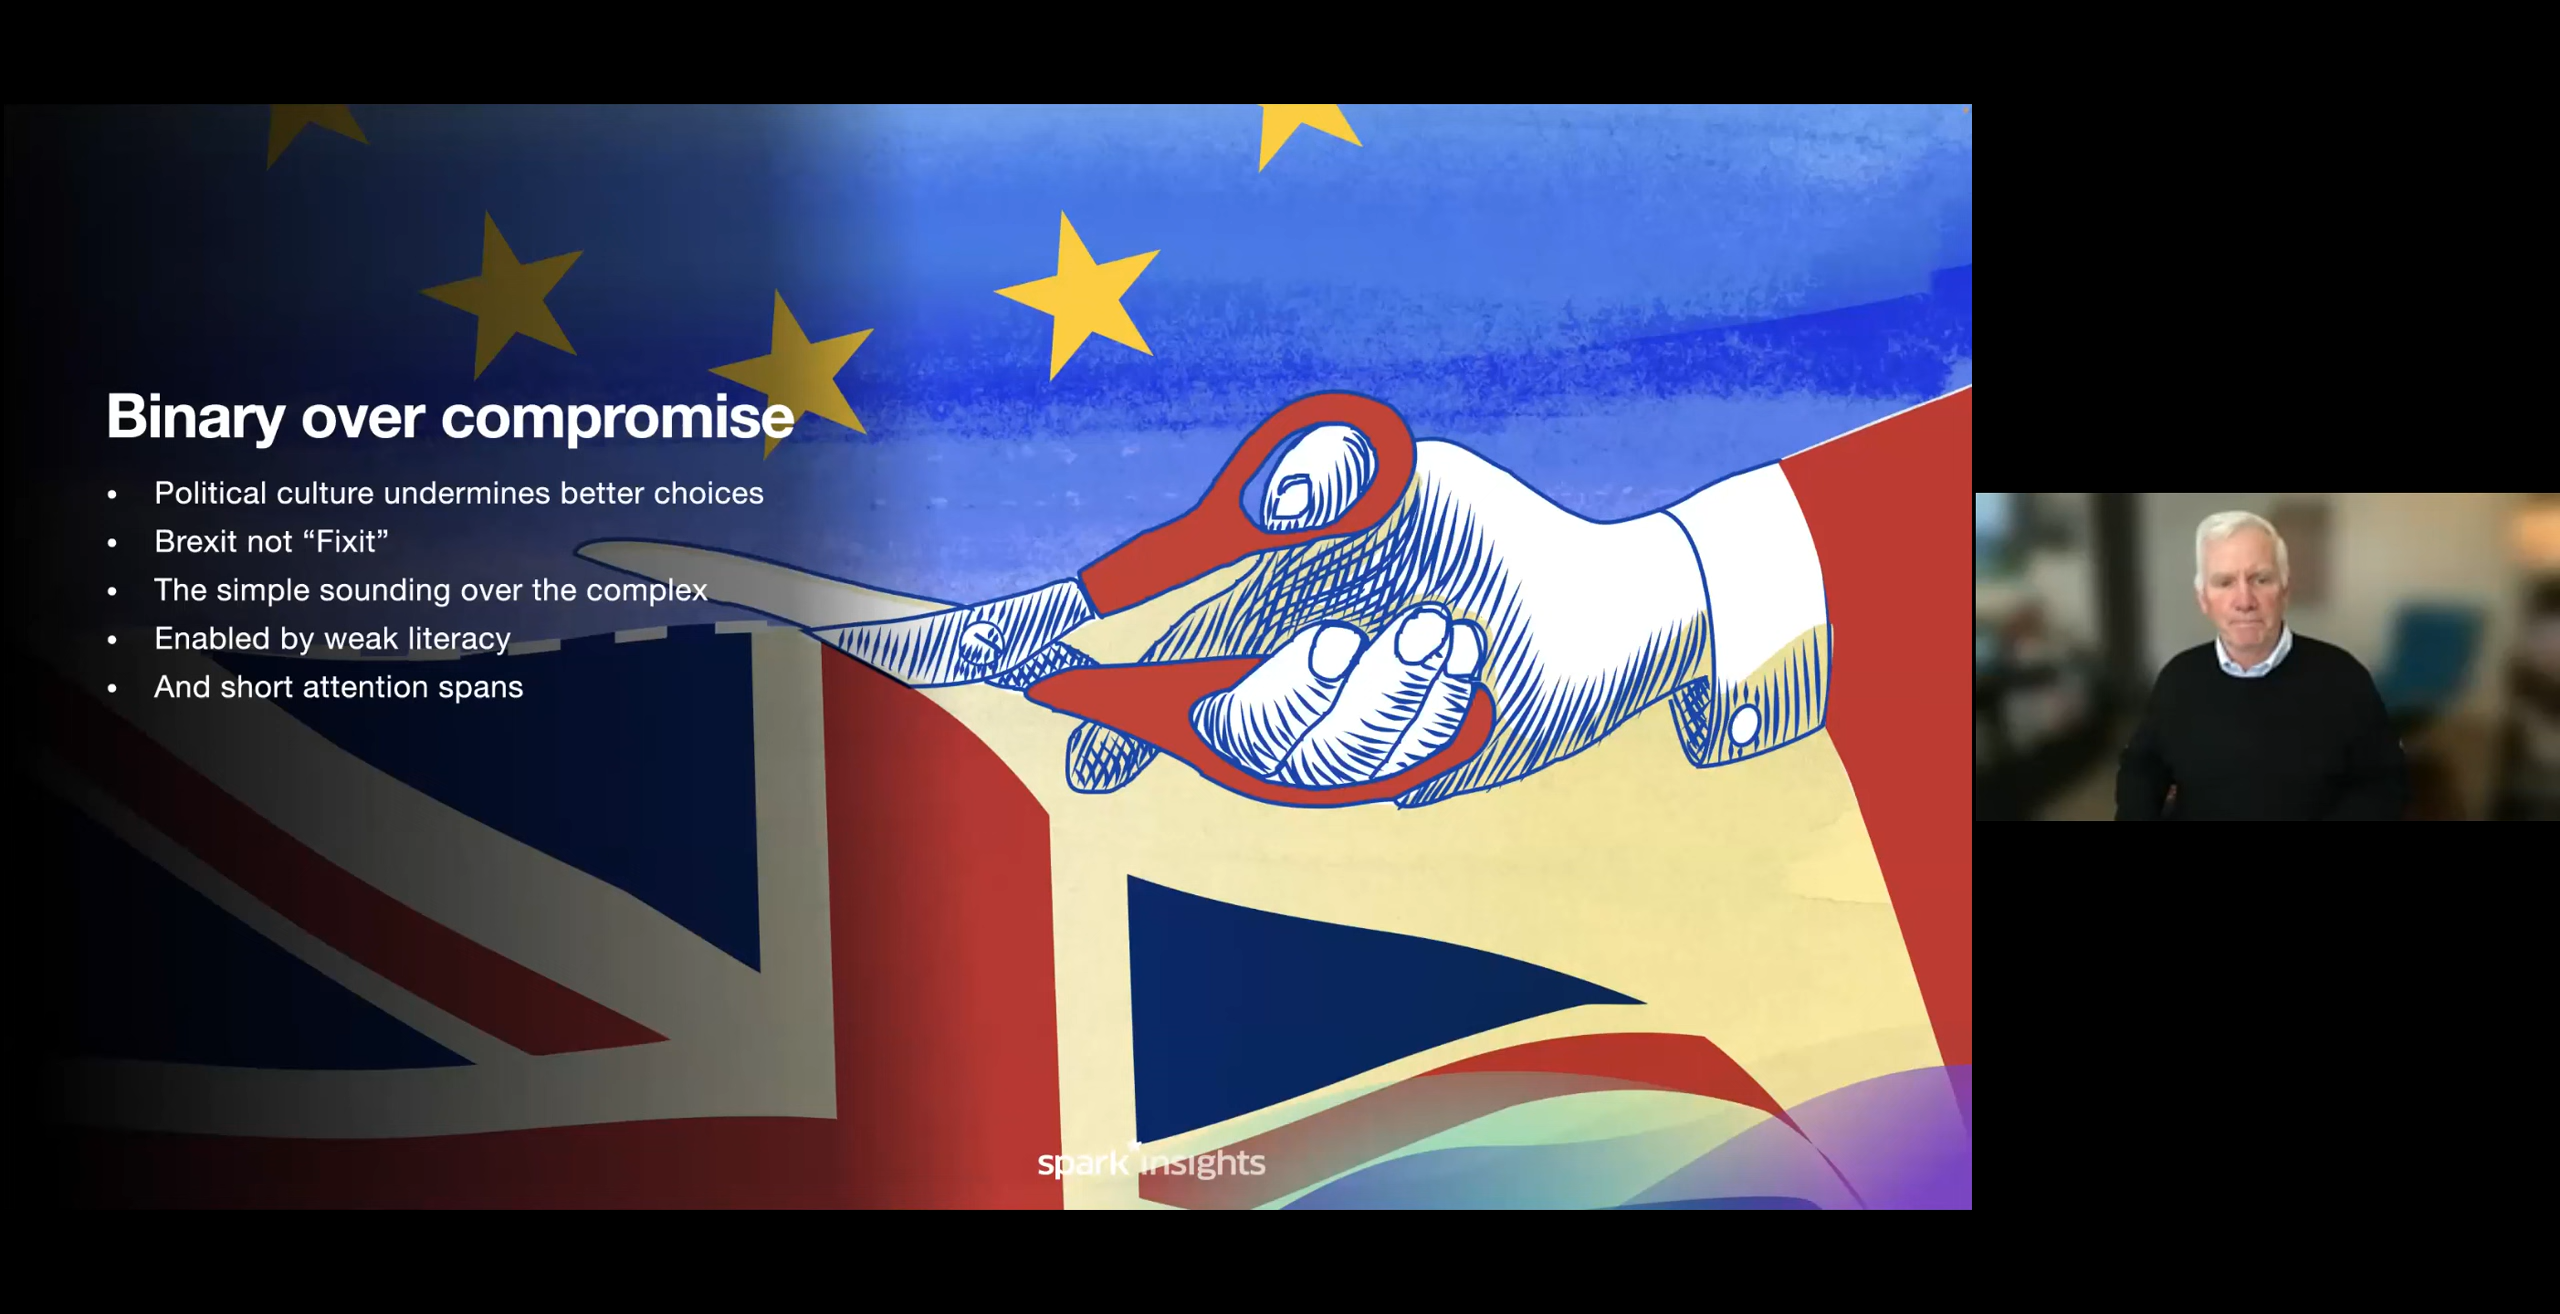 Binary over compromise
• Political culture undermines better choices
• Brexit not “Fixit”
• The simple sounding over the complex
• Enabled by weak literacy
• And short attention spans
spark insights